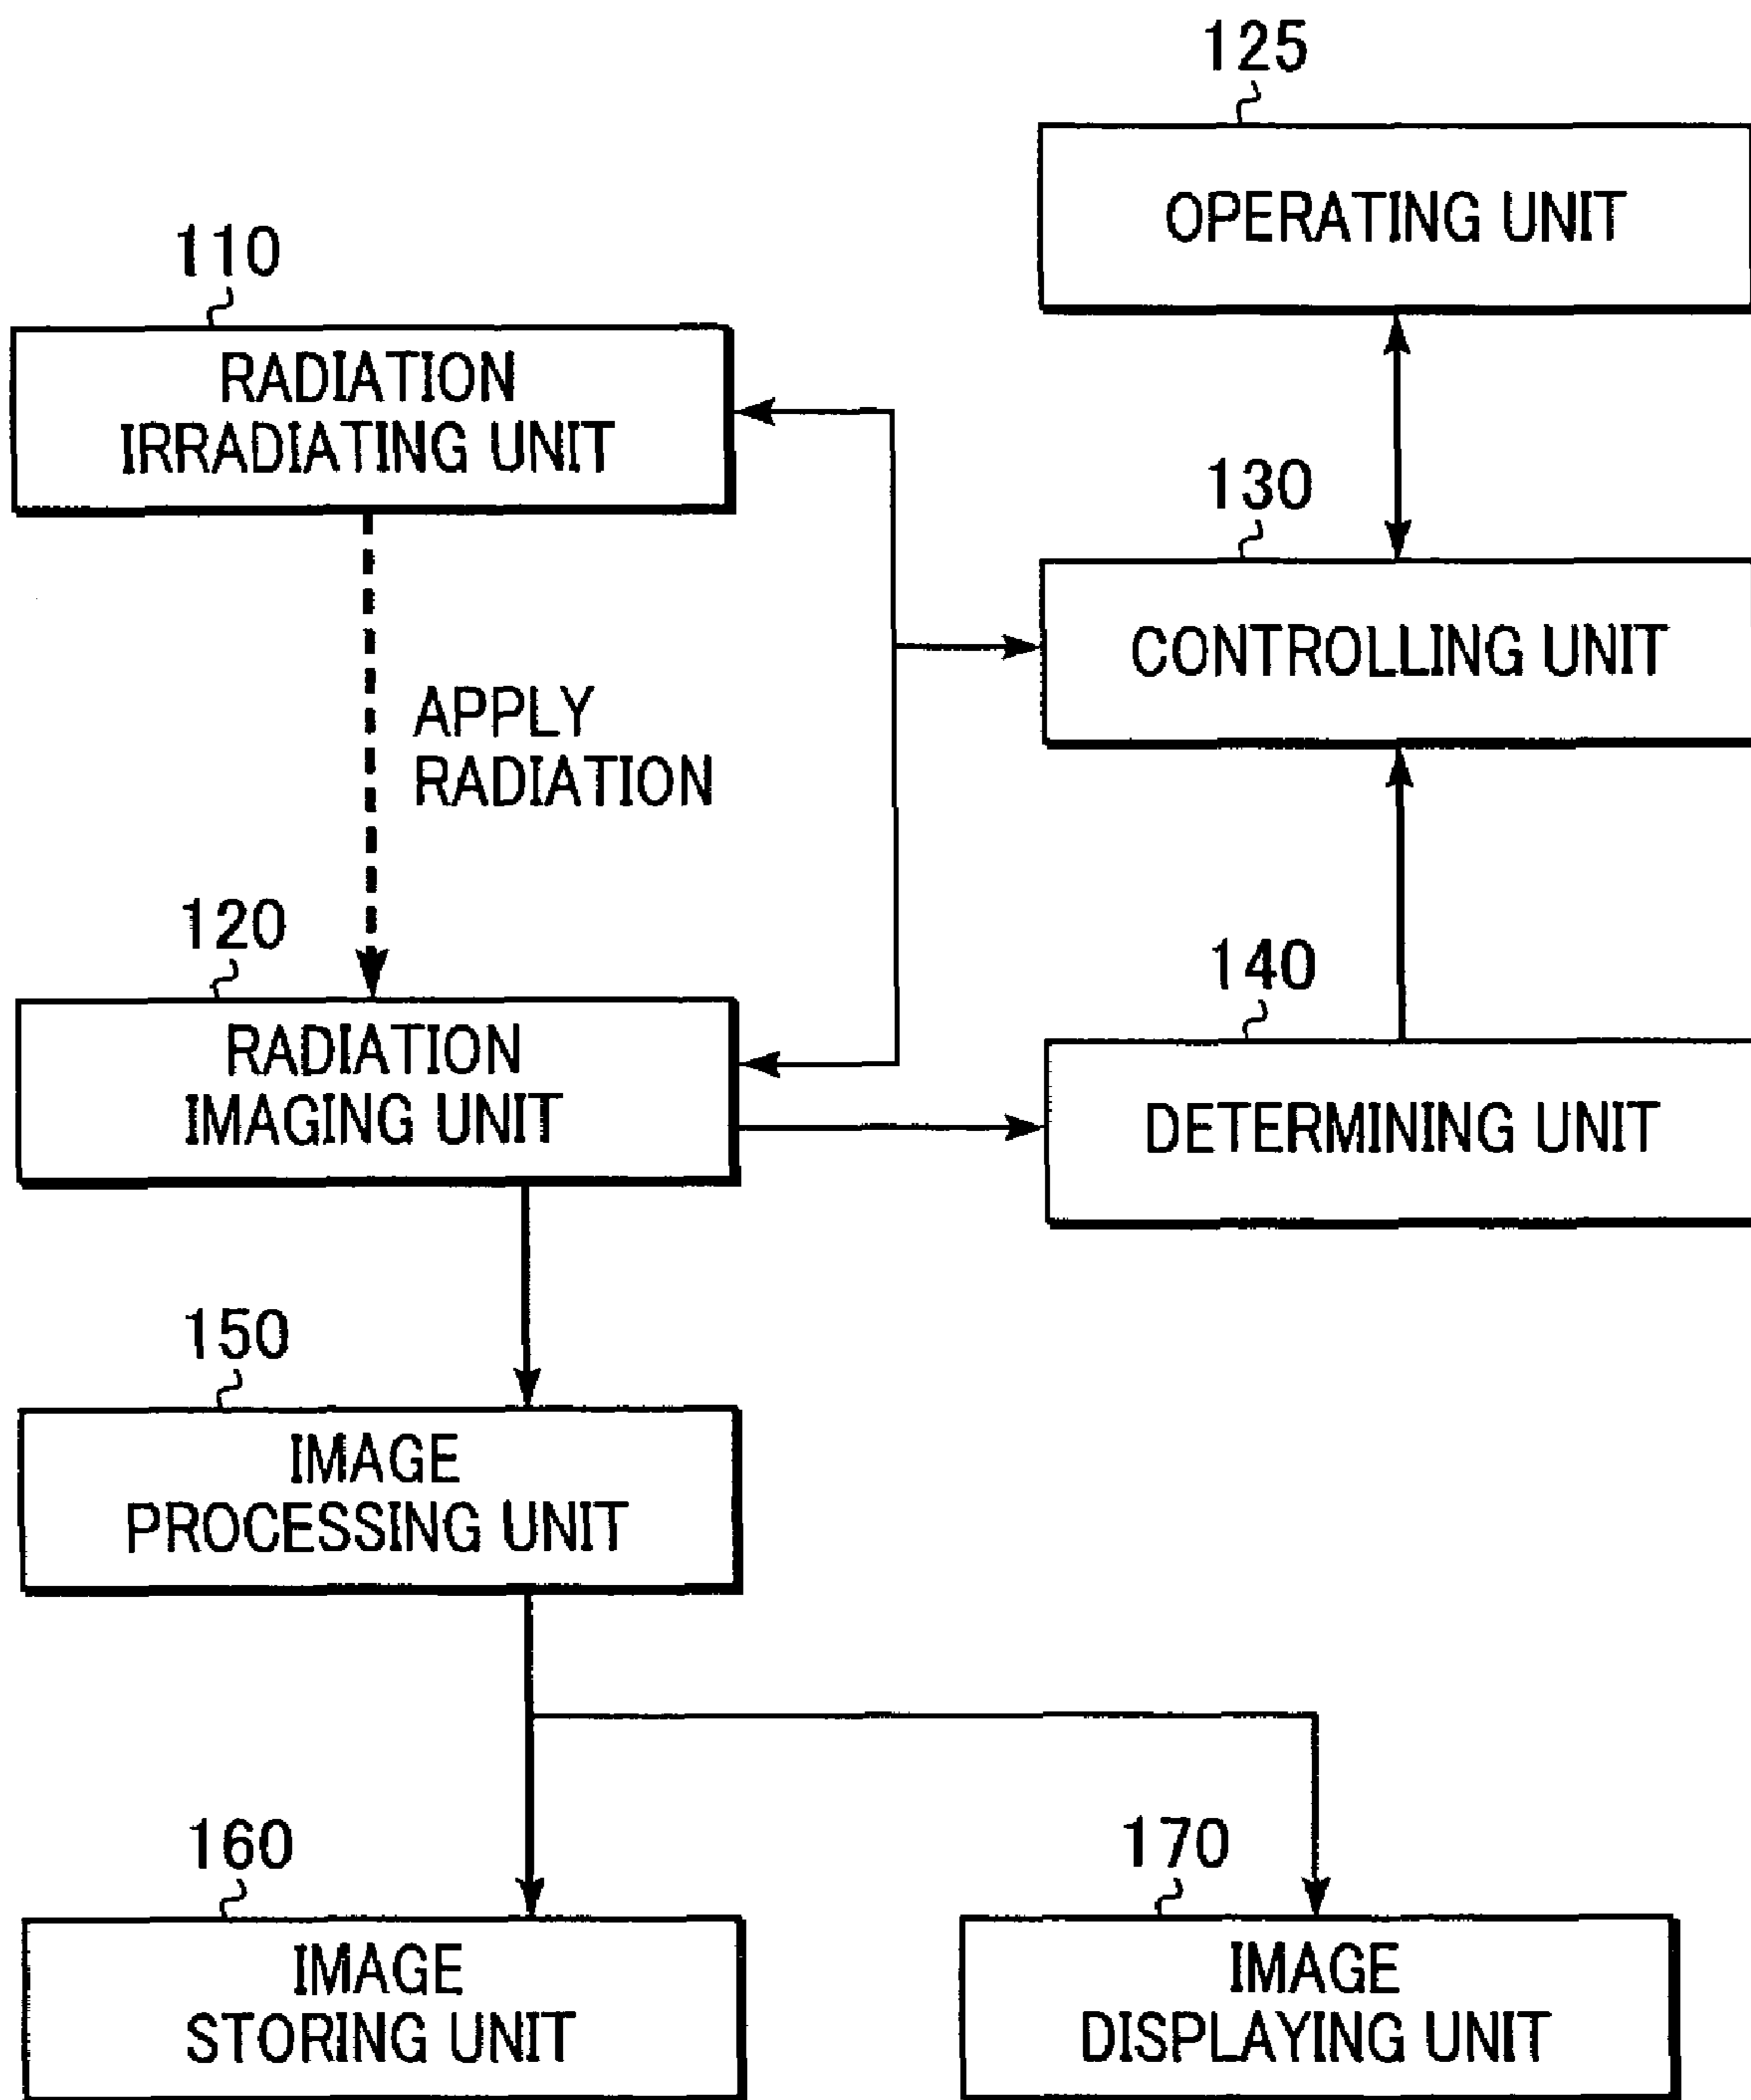 125
OPERATING UNIT
110
RADIATION
IRRADIATING UNIT
130
CONTROLLING UNIT
APPLY
RADIATION
120
RADIATION
IMAGING UNIT
140
DETERMINING UNIT
150
IMAGE
PROCESSING UNIT
160
IMAGE
STORING UNIT
170
IMAGE
DISPLAYING UNIT